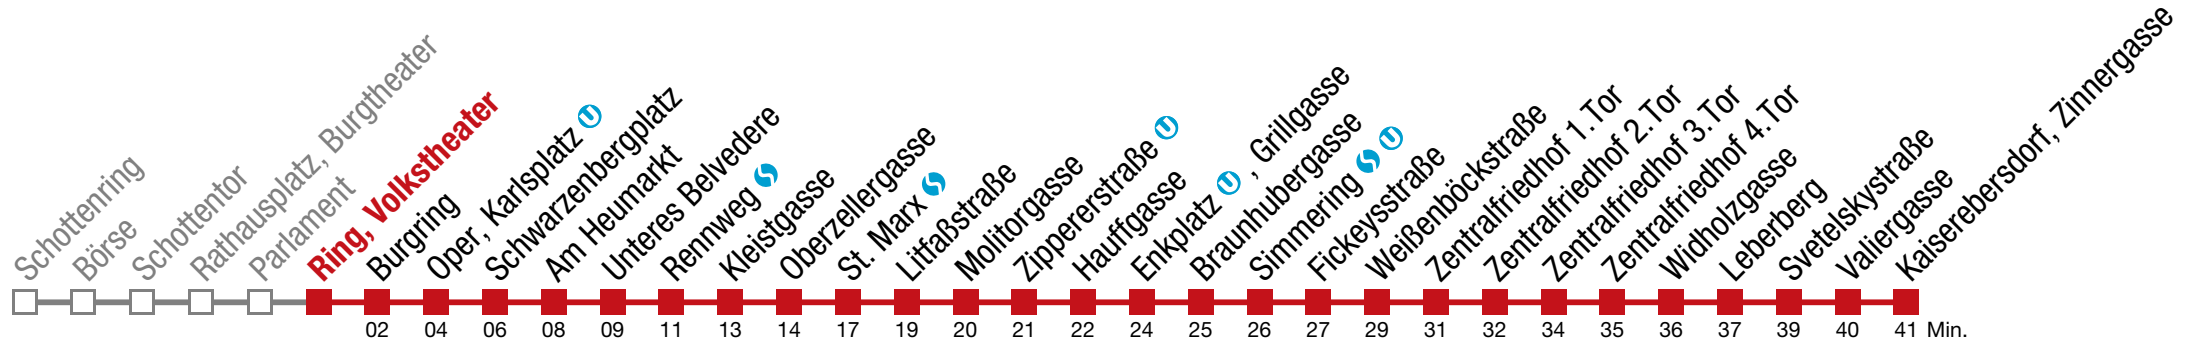 Schottenring
Börse
Schottentor
Rathausplatz, Burgtheater
Parlament
Ring, Volkstheater
Burgring
Oper, Karlsplatz U
Schwarzenbergplatz
Am Heumarkt
Unteres Belvedere
Rennweg S
Kleistgasse
Oberzellergasse
St. Marx S
Litfaßstraße
Molitorgasse
Zippererstraße U
Hauffgasse
Enkplatz U, Grillgasse
Braunhubergasse
Simmering S U
Fickeysstraße
Weißenböckstraße
Zentralfriedhof 1.Tor
Zentralfriedhof 2.Tor
Zentralfriedhof 3.Tor
Zentralfriedhof 4.Tor
Widholzgasse
Leberberg
Svetelskystraße
Valiergasse
Kaiserebersdorf, Zinnergasse
02 04 06 08 09 11 13 14 17 19 20 21 22 24 25 26 27 29 31 32 34 35 36 37 39 40 41 Min.